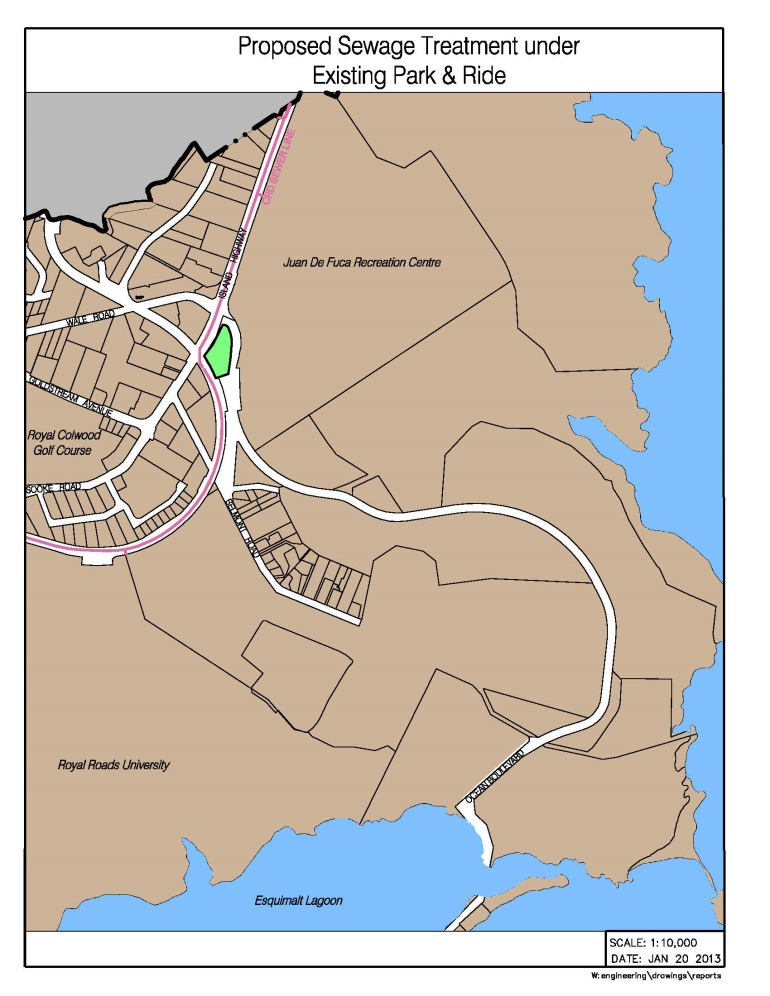 Proposed Sewage Treatment under
Existing Park & Ride
CRD SEWER LINE
ISLAND HIGHWAY
Juan De Fuca Recreation Centre
WALE ROAD
GOLDSTREAM AVENUE
Royal Colwood
Golf Course
SOOKE ROAD
BELMONT ROAD
Royal Roads University
OCEAN BOULEVARD
Esquimalt Lagoon
SCALE: 1:10,000
DATE: JAN 20 2013
W:engineering\drawings\reports